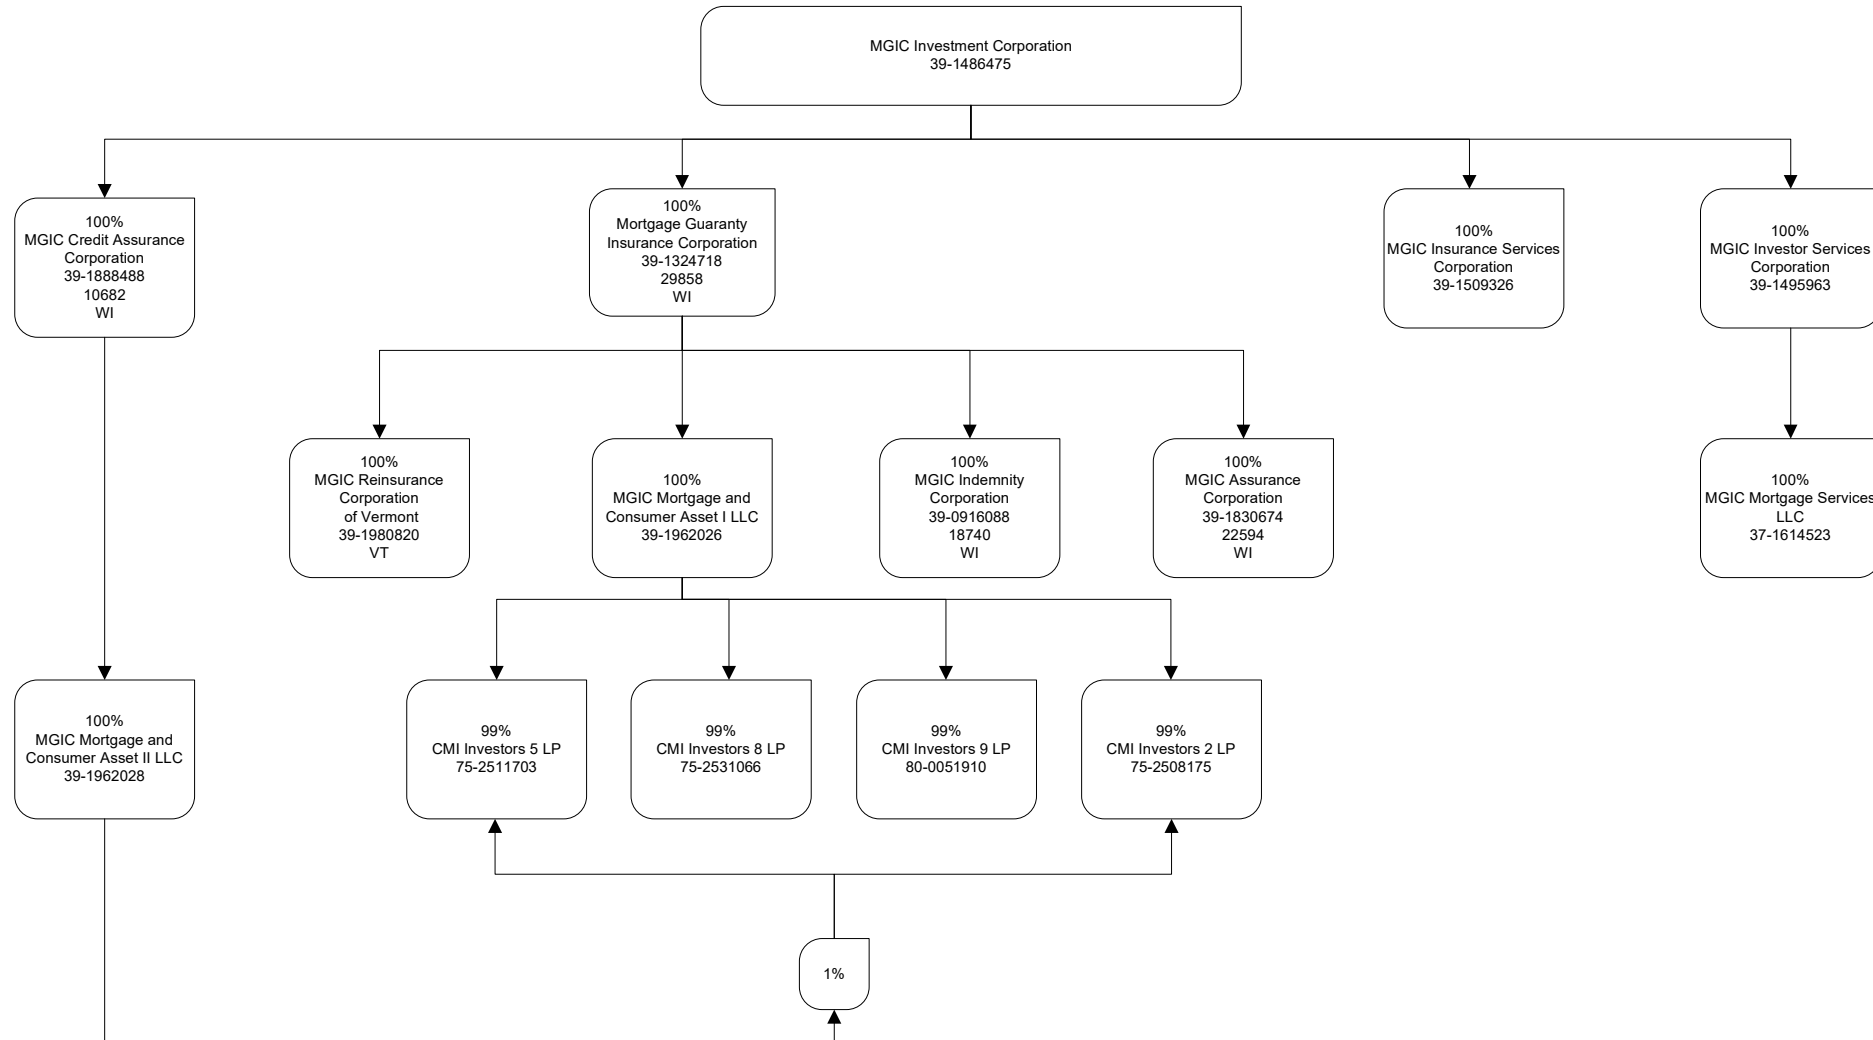 MGIC Investment Corporation
39-1486475
100%
MGIC Credit Assurance
Corporation
39-1888488
10682
WI
100%
Mortgage Guaranty
Insurance Corporation
39-1324718
29858
WI
100%
MGIC Insurance Services
Corporation
39-1509326
100%
MGIC Investor Services
Corporation
39-1495963
100%
MGIC Reinsurance
Corporation
of Vermont
39-1980820
VT
100%
MGIC Mortgage and
Consumer Asset I LLC
39-1962026
100%
MGIC Indemnity
Corporation
39-0916088
18740
WI
100%
MGIC Assurance
Corporation
39-1830674
22594
WI
100%
MGIC Mortgage Services
LLC
37-1614523
100%
MGIC Mortgage and
Consumer Asset II LLC
39-1962028
99%
CMI Investors 5 LP
75-2511703
99%
CMI Investors 8 LP
75-2531066
99%
CMI Investors 9 LP
80-0051910
99%
CMI Investors 2 LP
75-2508175
1%